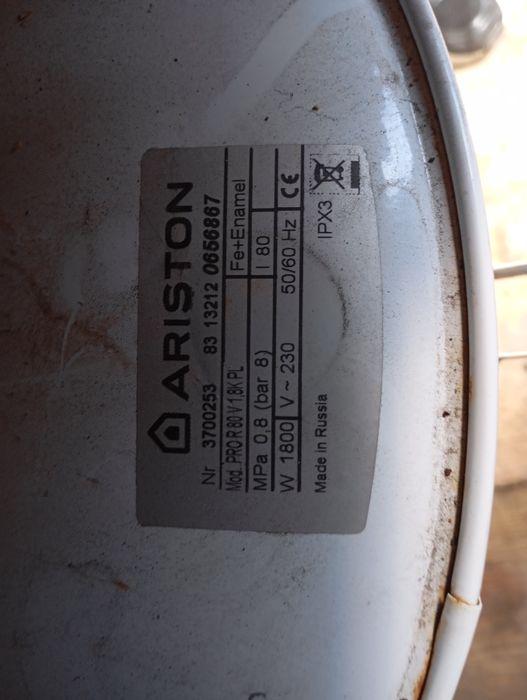 ARISTON
Nr 3700253 83 13212 0656867
Mod. PRO R 80 V 1,8K PL Fe+Enamel
MPa 0,8 (bar 8) l 80
W 1800 V ~ 230 50/60 Hz CE
Made in Russia IPX3